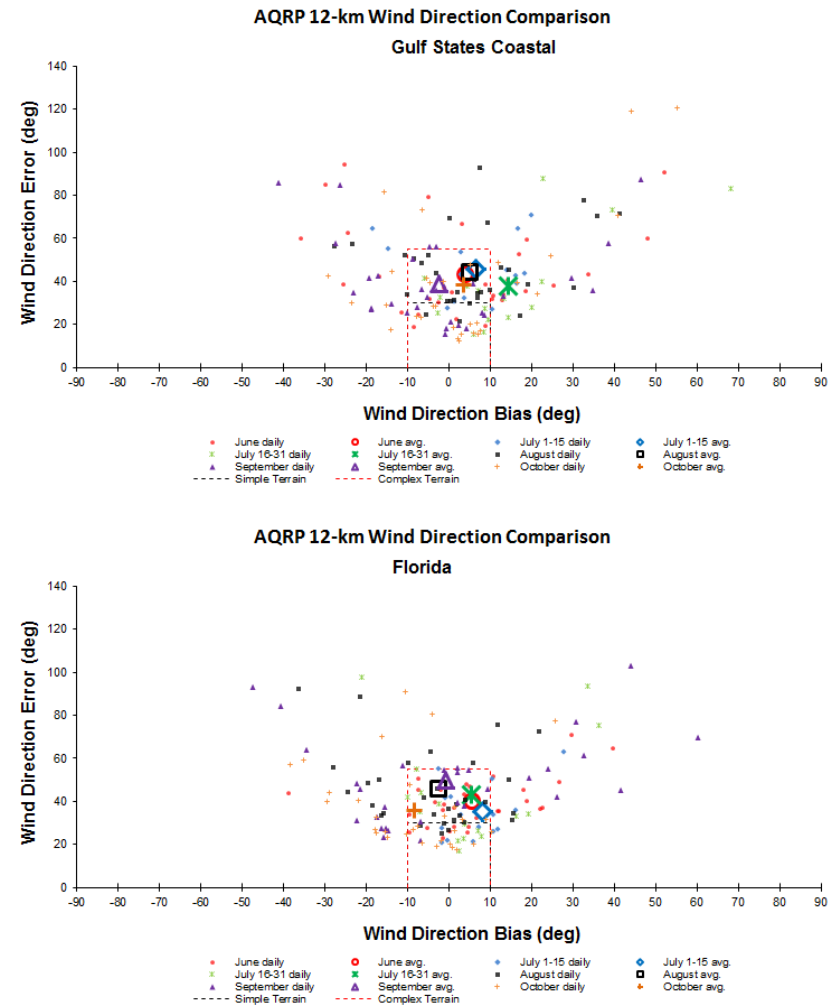 AQRP 12-km Wind Direction Comparison
Gulf States Coastal
Wind Direction Error (deg)
140
120
100
80
60
40
20
0
-90 -80 -70 -60 -50 -40 -30 -20 -10 0 10 20 30 40 50 60 70 80 90
Wind Direction Bias (deg)
June daily June avg. July 1-15 daily July 1-15 avg.
July 16-31 daily July 16-31 avg. August daily August avg.
September daily September avg. October daily October avg.
Simple Terrain Complex Terrain
AQRP 12-km Wind Direction Comparison
Florida
Wind Direction Error (deg)
140
120
100
80
60
40
20
0
-90 -80 -70 -60 -50 -40 -30 -20 -10 0 10 20 30 40 50 60 70 80 90
Wind Direction Bias (deg)
June daily June avg. July 1-15 daily July 1-15 avg.
July 16-31 daily July 16-31 avg. August daily August avg.
September daily September avg. October daily October avg.
Simple Terrain Complex Terrain